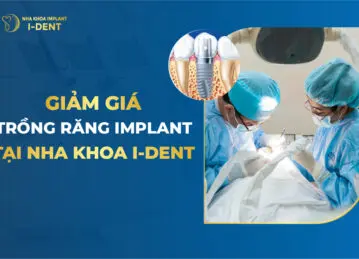 NHA KHOA IMPLANT
I-DENT
GIẢM GIÁ
TRỒNG RĂNG IMPLANT
TẠI NHA KHOA I-DENT